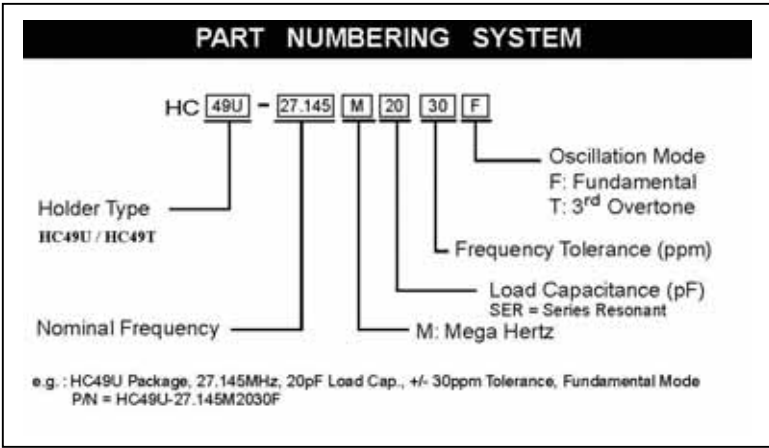 PART NUMBERING SYSTEM
HC 49U - 27.145 M 20 30 F
Oscillation Mode
F: Fundamental
T: 3rd Overtone
Holder Type
HC49U / HC49T
Frequency Tolerance (ppm)
Load Capacitance (pF)
SER = Series Resonant
Nominal Frequency
M: Mega Hertz
e.g. : HC49U Package, 27.145MHz, 20pF Load Cap., +/- 30ppm Tolerance, Fundamental Mode
P/N = HC49U-27.145M2030F